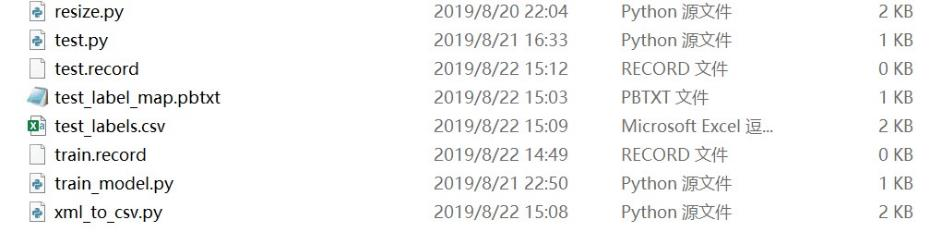 resize.py 2019/8/20 22:04 Python 源文件 2 KB
test.py 2019/8/21 16:33 Python 源文件 1 KB
test.record 2019/8/22 15:12 RECORD 文件 0 KB
test_label_map.pbtxt 2019/8/22 15:03 PBTXT 文件 1 KB
test_labels.csv 2019/8/22 15:09 Microsoft Excel 逗... 2 KB
train.record 2019/8/22 14:49 RECORD 文件 0 KB
train_model.py 2019/8/21 22:50 Python 源文件 1 KB
xml_to_csv.py 2019/8/22 15:08 Python 源文件 2 KB